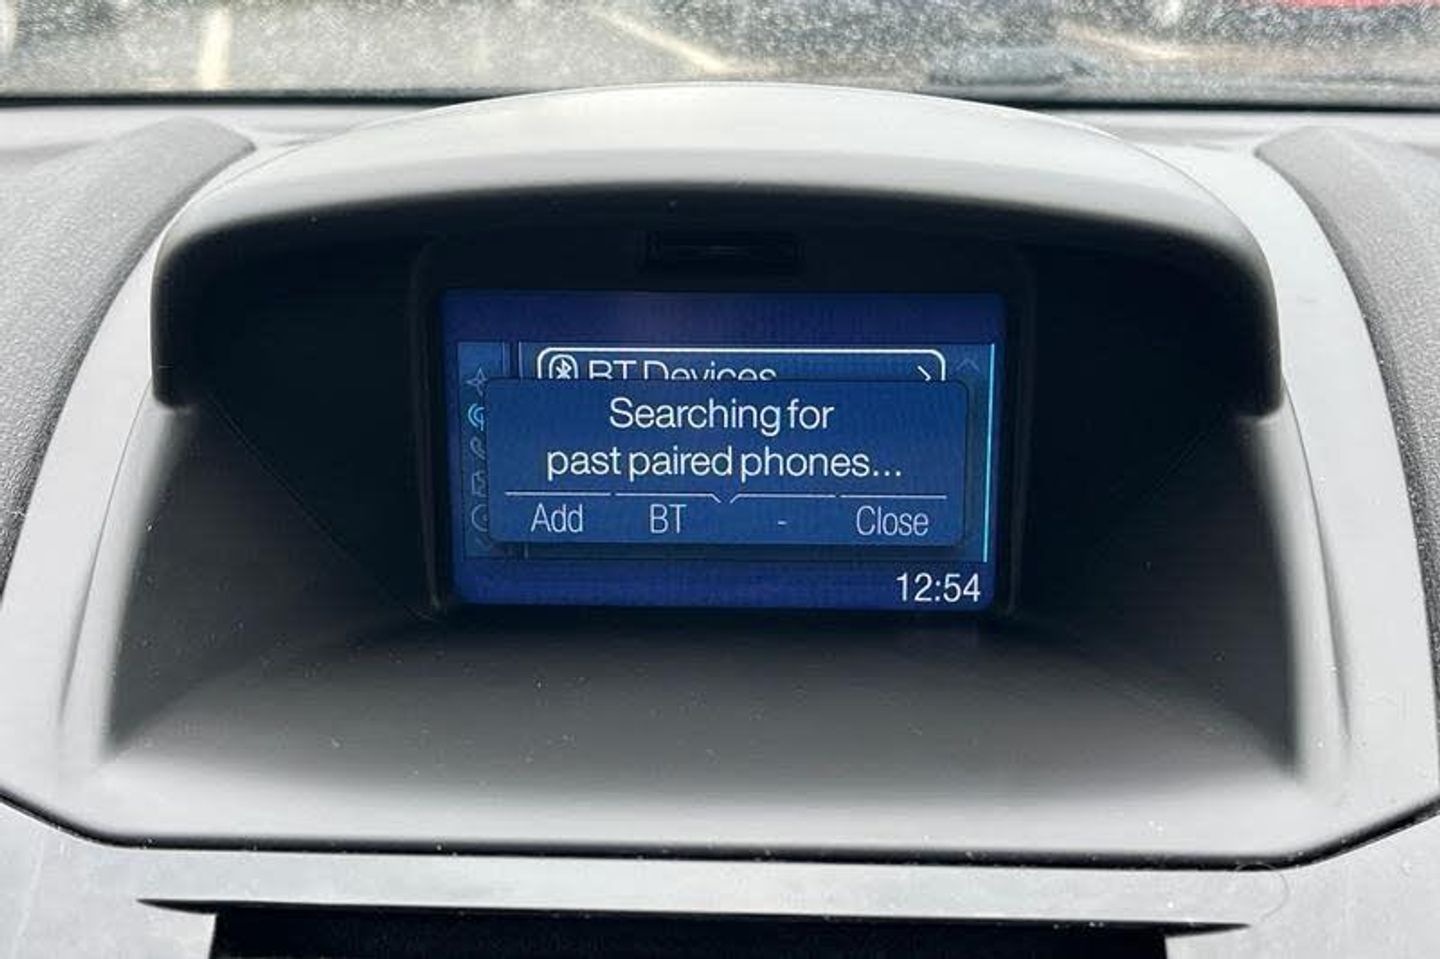 BT Devices
Searching for
past paired phones...
Add BT - Close
12:54